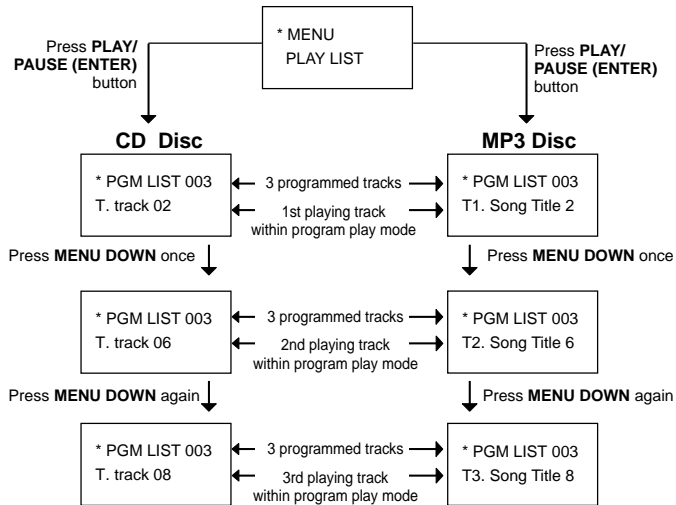 * MENU
PLAY LIST
Press PLAY/
PAUSE (ENTER)
button
Press PLAY/
PAUSE (ENTER)
button
CD Disc
MP3 Disc
* PGM LIST 003
T. track 02
3 programmed tracks
1st playing track
within program play mode
* PGM LIST 003
T1. Song Title 2
Press MENU DOWN once
Press MENU DOWN once
* PGM LIST 003
T. track 06
3 programmed tracks
2nd playing track
within program play mode
* PGM LIST 003
T2. Song Title 6
Press MENU DOWN again
Press MENU DOWN again
* PGM LIST 003
T. track 08
3 programmed tracks
3rd playing track
within program play mode
* PGM LIST 003
T3. Song Title 8